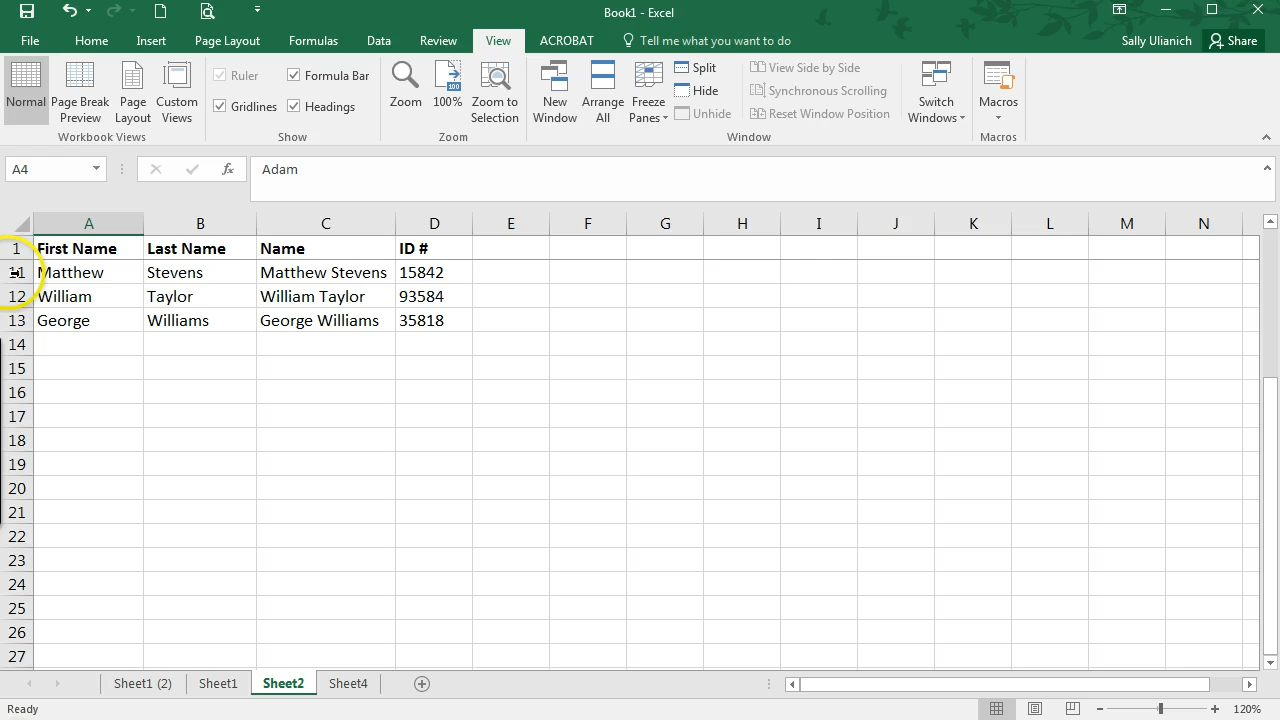 Book1 - Excel
File Home Insert Page Layout Formulas Data Review View ACROBAT Tell me what you want to do Sally Ulianich Share
Normal Page Break Preview Page Layout Custom Views
Workbook Views
Ruler Formula Bar
Gridlines Headings
Show
Zoom 100% Zoom to Selection
Zoom
New Window Arrange All Freeze Panes
Split
Hide
Unhide
View Side by Side
Synchronous Scrolling
Reset Window Position
Switch Windows
Window
Macros
Macros
A4 fx Adam
A B C D E F G H I J K L M N
1 First Name Last Name Name ID #
11 Matthew Stevens Matthew Stevens 15842
12 William Taylor William Taylor 93584
13 George Williams George Williams 35818
14
15
16
17
18
19
20
21
22
23
24
25
26
27
Sheet1 (2) Sheet1 Sheet2 Sheet4
Ready 120%